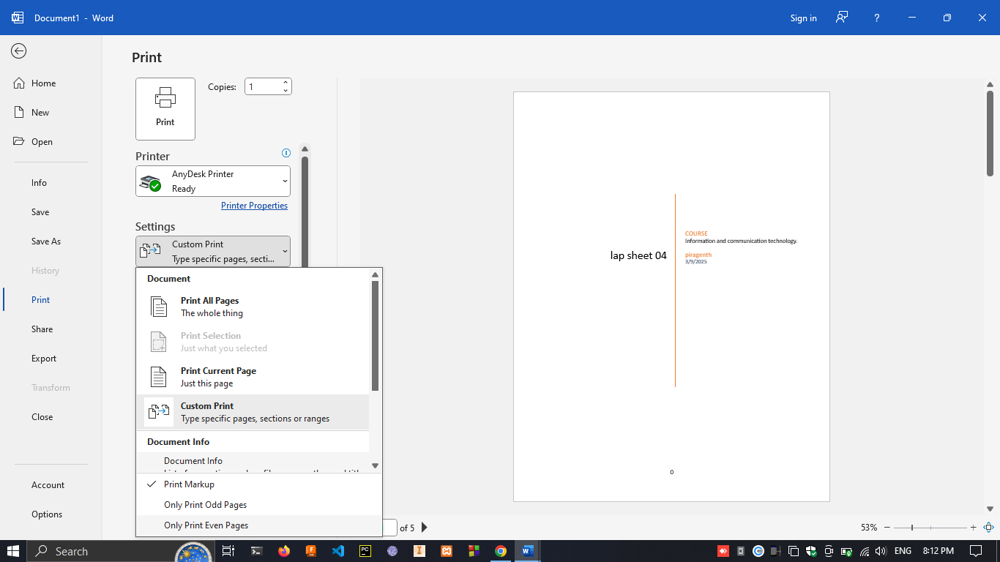 Document1 - Word
Sign in
?
Print
Home
New
Open
Info
Save
Save As
History
Print
Share
Export
Transform
Close
Account
Options
Print
Copies: 1
Printer
AnyDesk Printer
Ready
Printer Properties
Settings
Custom Print
Type specific pages, secti...
Document
Print All Pages
The whole thing
Print Selection
Just what you selected
Print Current Page
Just this page
Custom Print
Type specific pages, sections or ranges
Document Info
Document Info
Print Markup
Only Print Odd Pages
Only Print Even Pages
lap sheet 04
COURSE
Information and communication technology.
piragenth
3/9/2025
0
of 5
53%
Search
PC
ENG
8:12 PM